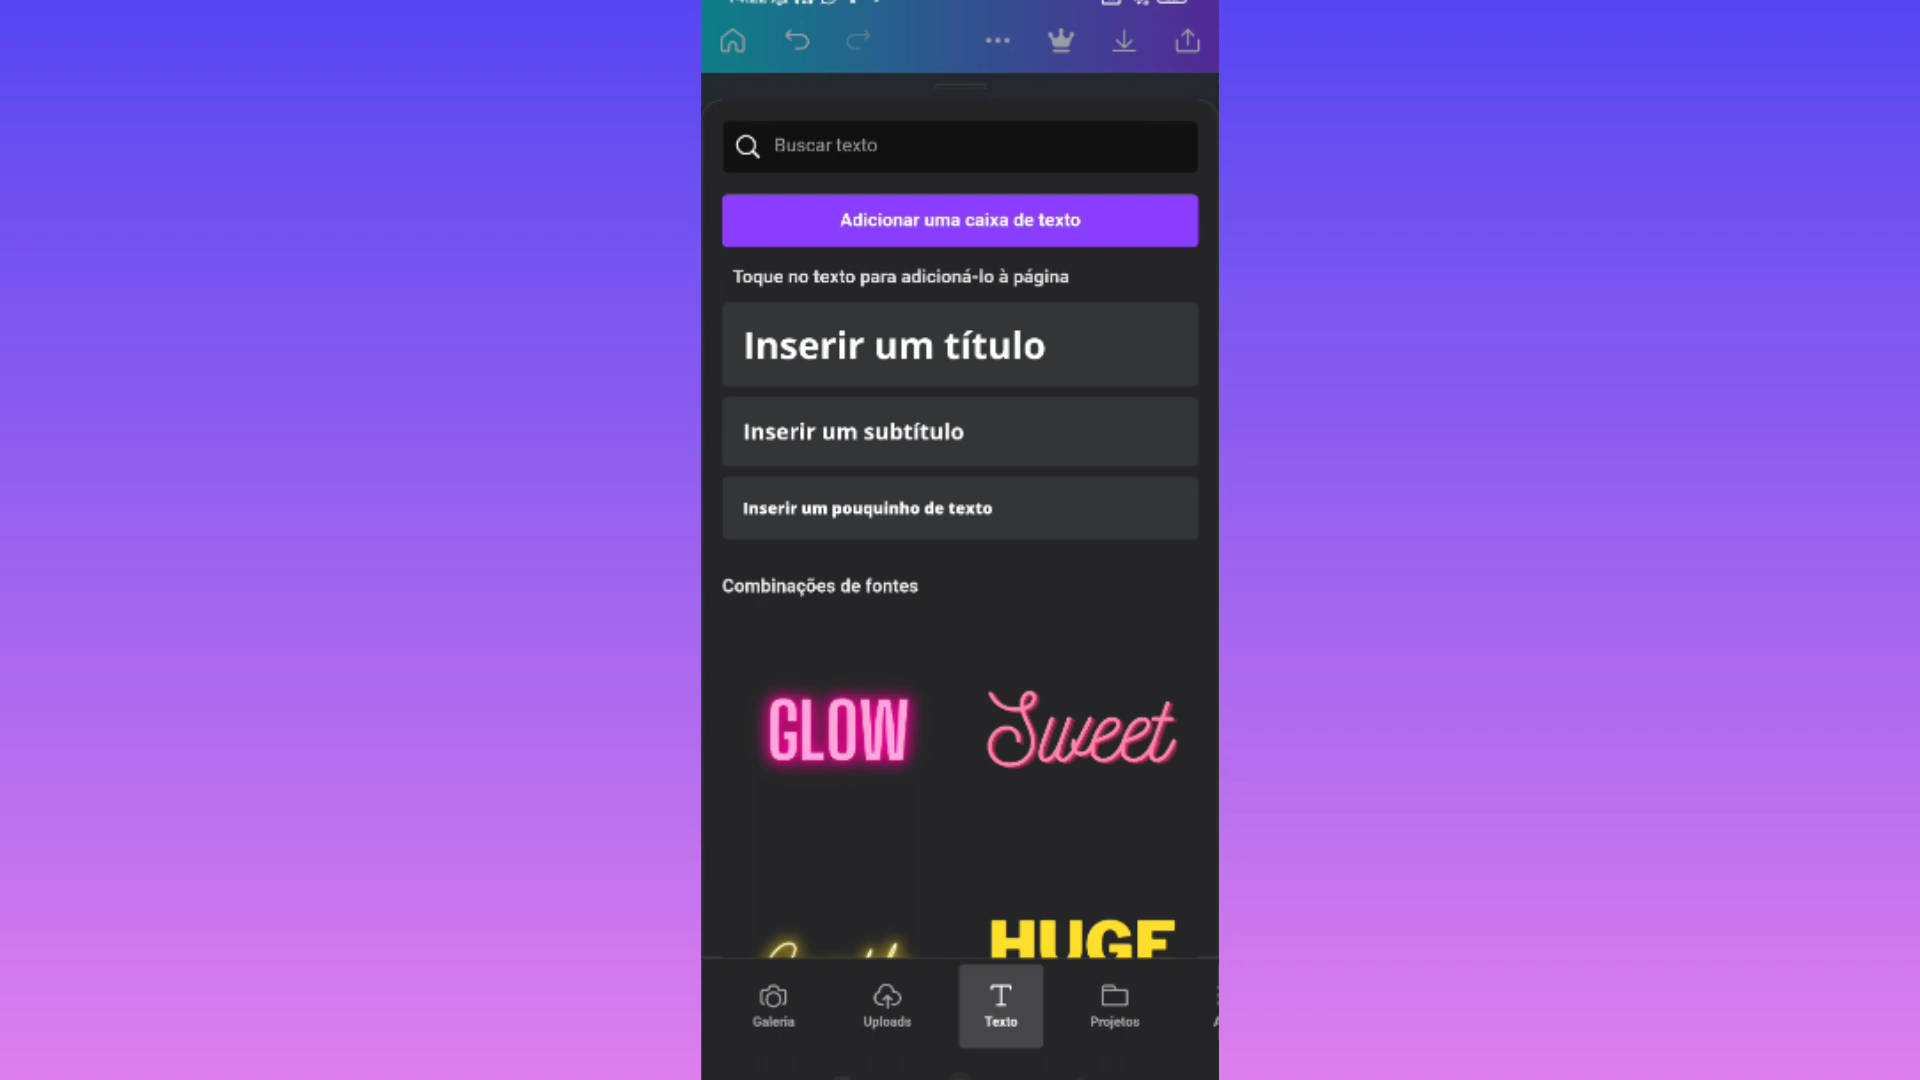 Buscar texto
Adicionar uma caixa de texto
Toque no texto para adicioná-lo à página
Inserir um título
Inserir um subtítulo
Inserir um pouquinho de texto
Combinações de fontes
GLOW
Sweet
HUGE
Galeria
Uploads
Texto
Projetos